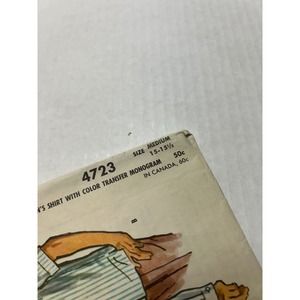 4723
SIZE MEDIUM
15-15½
50c
N'S SHIRT WITH COLOR TRANSFER MONOGRAM
IN CANADA, 60c
B